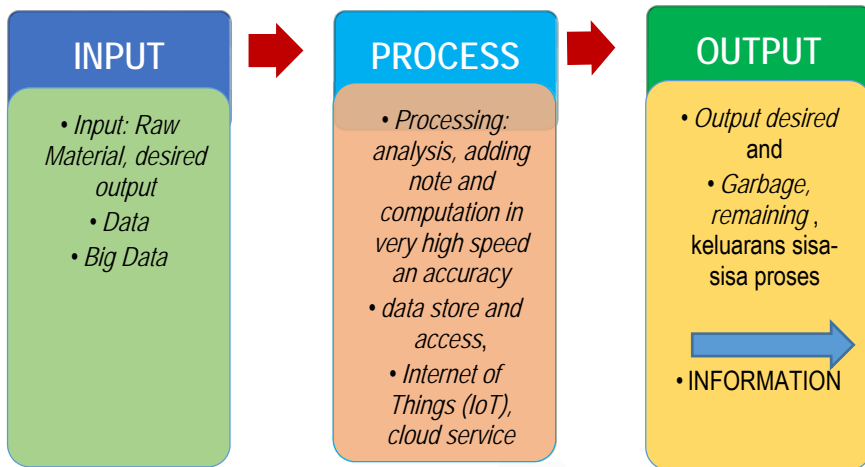 INPUT
• Input: Raw
Material, desired
output
• Data
• Big Data
PROCESS
• Processing:
analysis, adding
note and
computation in
very high speed
an accuracy
• data store and
access,
• Internet of
Things (IoT),
cloud service
OUTPUT
• Output desired
and
• Garbage,
remaining ,
keluarans sisa-
sisa proses
• INFORMATION